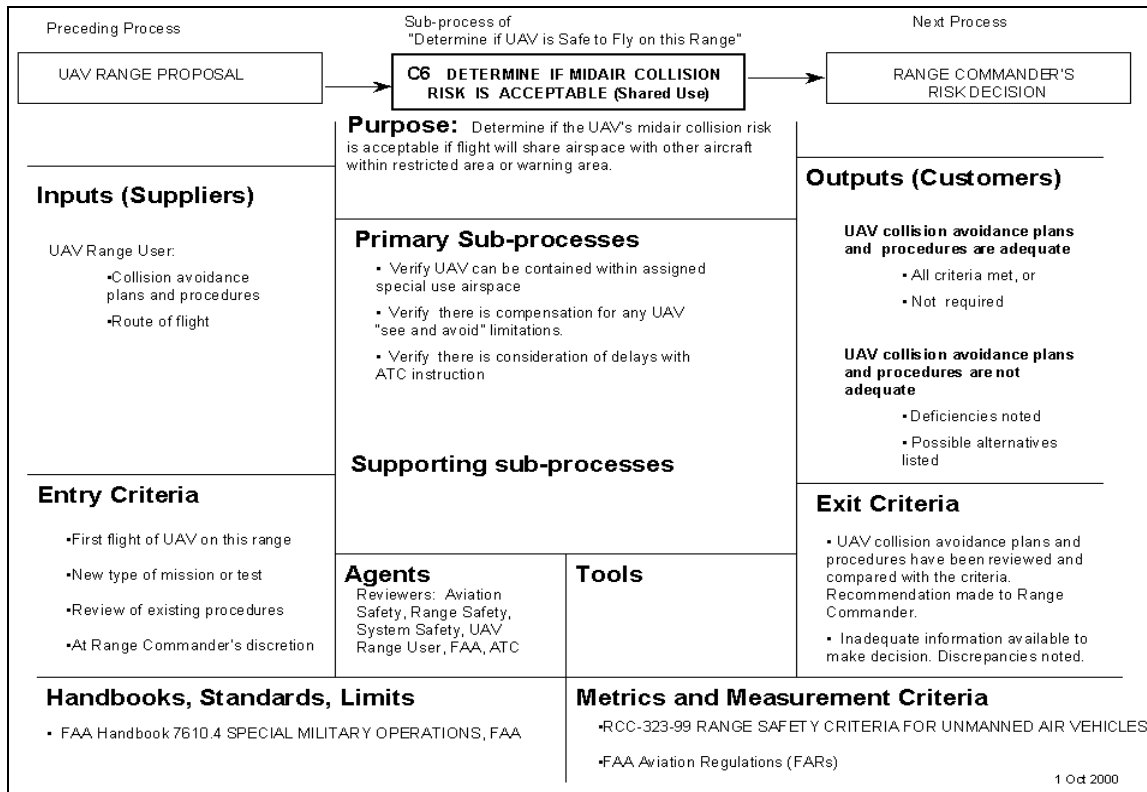 Preceding Process
Sub-process of
"Determine if UAV is Safe to Fly on this Range"
Next Process
UAV RANGE PROPOSAL
C6 DETERMINE IF MIDAIR COLLISION
RISK IS ACCEPTABLE (Shared Use)
RANGE COMMANDER'S
RISK DECISION
Purpose: Determine if the UAV's midair collision risk
is acceptable if flight will share airspace with other aircraft
within restricted area or warning area.
Inputs (Suppliers)
UAV Range User:
•Collision avoidance
plans and procedures
•Route of flight
Primary Sub-processes
• Verify UAV can be contained within assigned
special use airspace
• Verify there is compensation for any UAV
"see and avoid" limitations.
• Verify there is consideration of delays with
ATC instruction
Supporting sub-processes
Outputs (Customers)
UAV collision avoidance plans
and procedures are adequate
• All criteria met, or
• Not required
UAV collision avoidance plans
and procedures are not
adequate
• Deficiencies noted
• Possible alternatives
listed
Entry Criteria
•First flight of UAV on this range
•New type of mission or test
•Review of existing procedures
•At Range Commander's discretion
Agents
Reviewers: Aviation
Safety, Range Safety,
System Safety, UAV
Range User, FAA, ATC
Tools
Exit Criteria
• UAV collision avoidance plans and
procedures have been reviewed and
compared with the criteria.
Recommendation made to Range
Commander.
• Inadequate information available to
make decision. Discrepancies noted.
Handbooks, Standards, Limits
• FAA Handbook 7610.4 SPECIAL MILITARY OPERATIONS, FAA
Metrics and Measurement Criteria
•RCC-323-99 RANGE SAFETY CRITERIA FOR UNMANNED AIR VEHICLES
•FAA Aviation Regulations (FARs)
1 Oct 2000